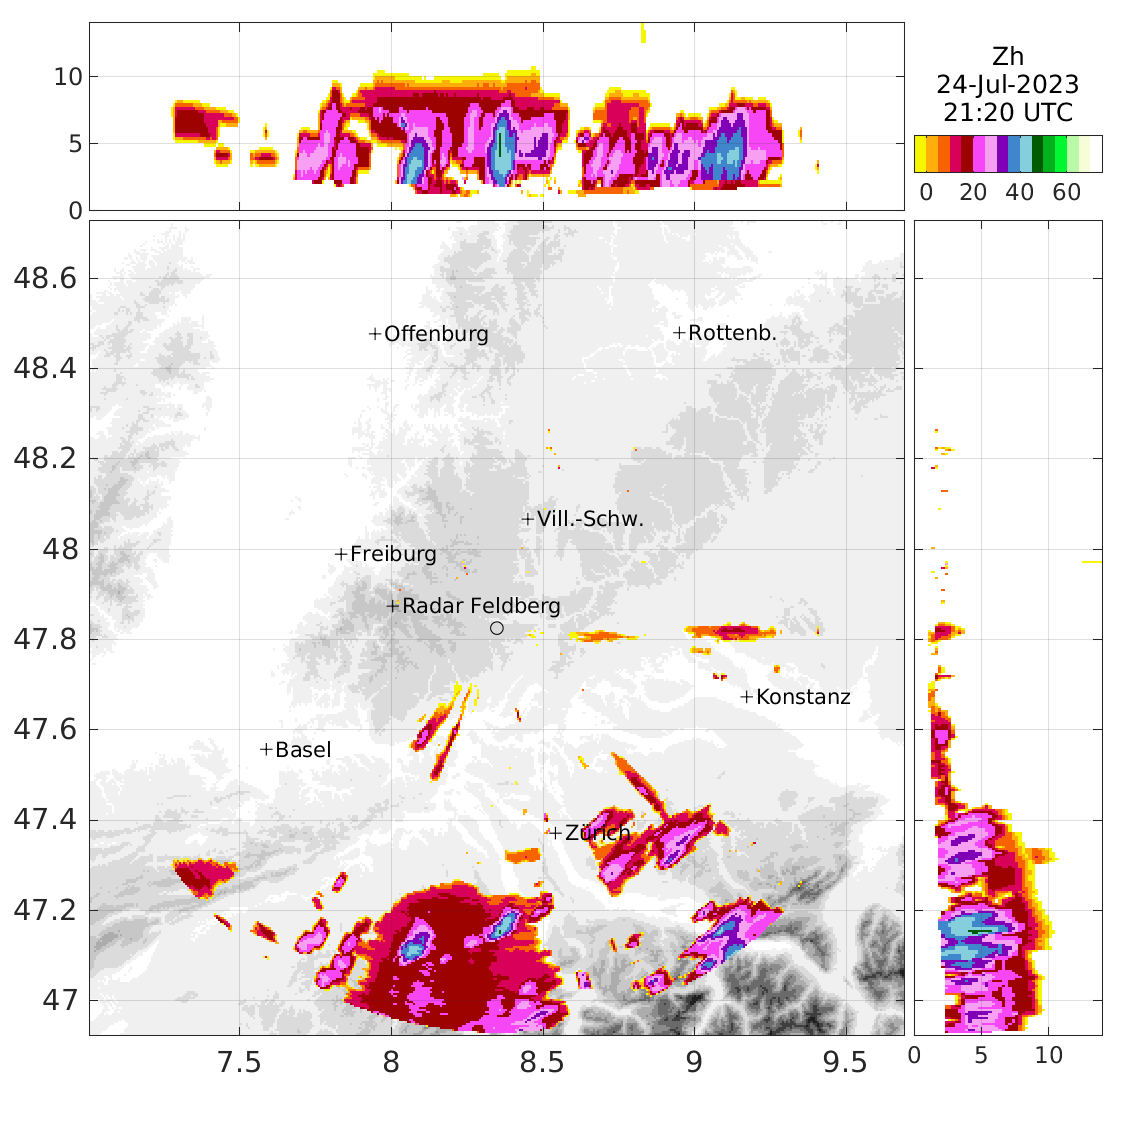 10
5
0
Zh
24-Jul-2023
21:20 UTC
0 20 40 60
48.6
48.4
48.2
48
47.8
47.6
47.4
47.2
47
+Offenburg
+Rottenb.
+Vill.-Schw.
+Freiburg
+Radar Feldberg
+Konstanz
+Basel
+Zürich
7.5 8 8.5 9 9.5
0 5 10